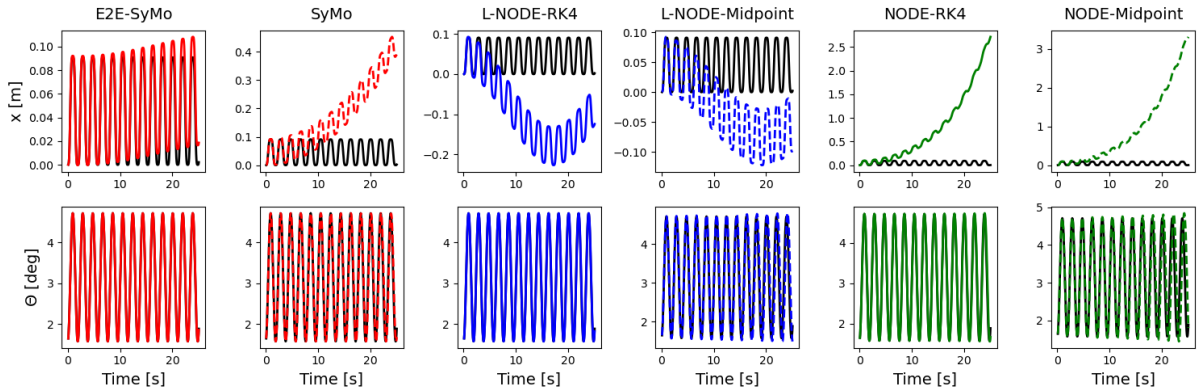 E2E-SyMo SyMo L-NODE-RK4 L-NODE-Midpoint NODE-RK4 NODE-Midpoint
x [m]
0.10
0.08
0.06
0.04
0.02
0.00
0 10 20
0.4
0.3
0.2
0.1
0.0
0 10 20
0.1
0.0
−0.1
−0.2
0 10 20
0.10
0.05
0.00
−0.05
−0.10
0 10 20
2.5
2.0
1.5
1.0
0.5
0.0
0 10 20
3
2
1
0
0 10 20
Θ [deg]
4
3
2
0 10 20
Time [s]
4
3
2
0 10 20
Time [s]
4
3
2
0 10 20
Time [s]
4
3
2
0 10 20
Time [s]
4
3
2
0 10 20
Time [s]
5
4
3
2
0 10 20
Time [s]